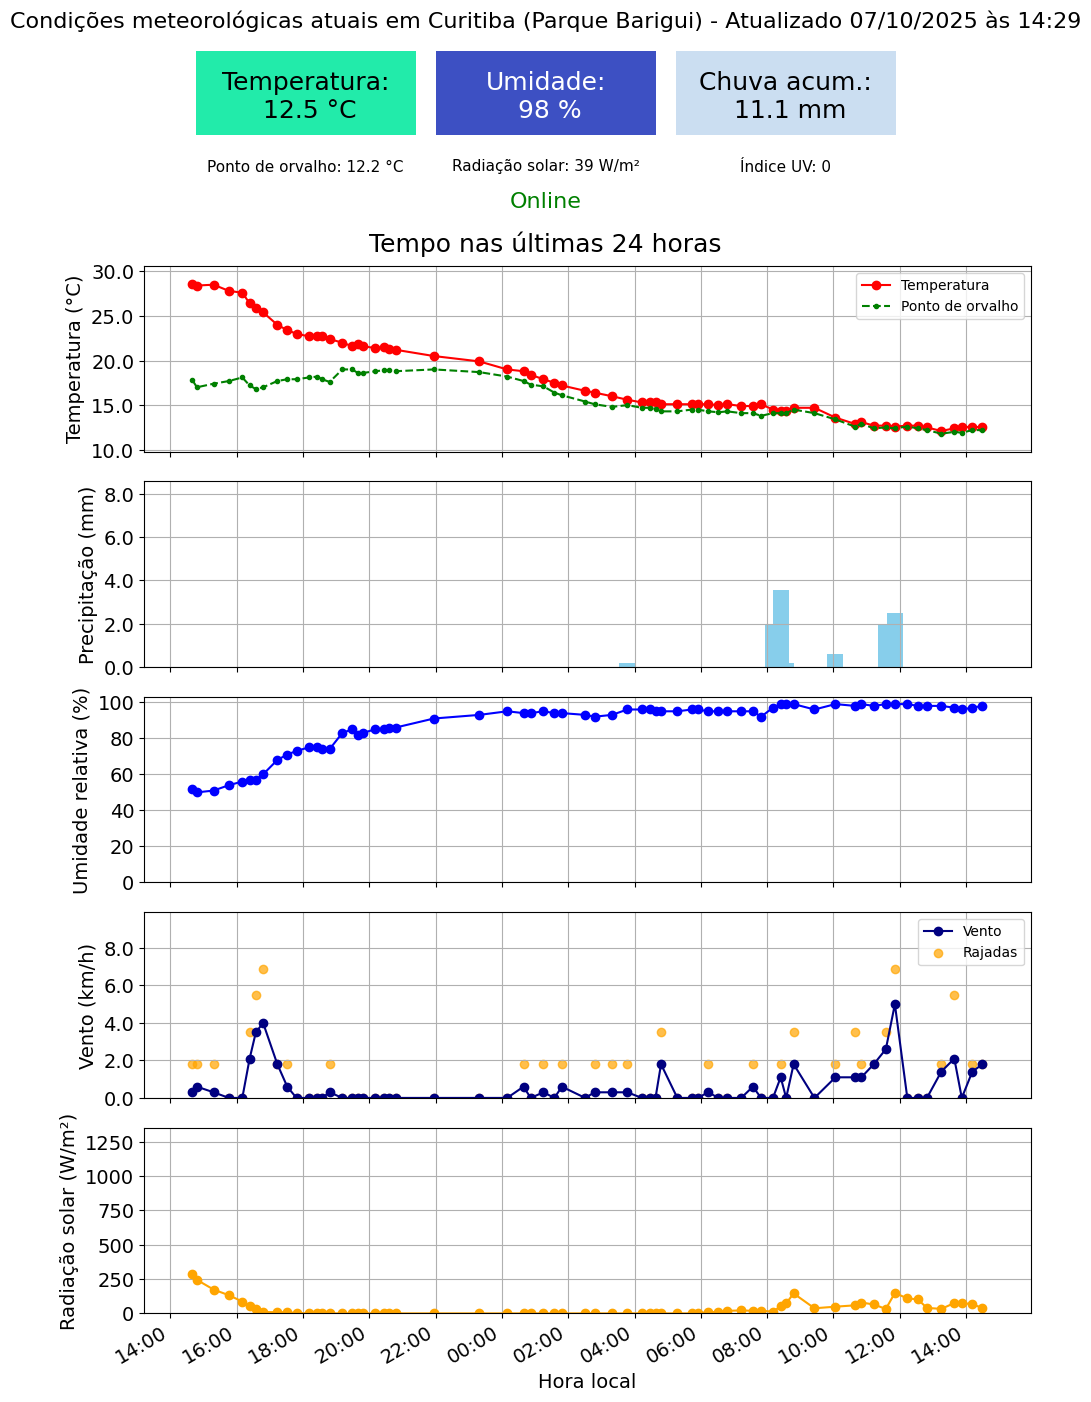 Condições meteorológicas atuais em Curitiba (Parque Barigui) - Atualizado 07/10/2025 às 14:29
Temperatura:
12.5 °C
Umidade:
98 %
Chuva acum.:
11.1 mm
Ponto de orvalho: 12.2 °C
Radiação solar: 39 W/m²
Índice UV: 0
Online
Tempo nas últimas 24 horas
Temperatura (°C)
30.0
25.0
20.0
15.0
10.0
Temperatura
Ponto de orvalho
Precipitação (mm)
8.0
6.0
4.0
2.0
0.0
Umidade relativa (%)
100
80
60
40
20
0
Vento (km/h)
8.0
6.0
4.0
2.0
0.0
Vento
Rajadas
Radiação solar (W/m²)
1250
1000
750
500
250
0
14:00
16:00
18:00
20:00
22:00
00:00
02:00
04:00
06:00
08:00
10:00
12:00
14:00
Hora local